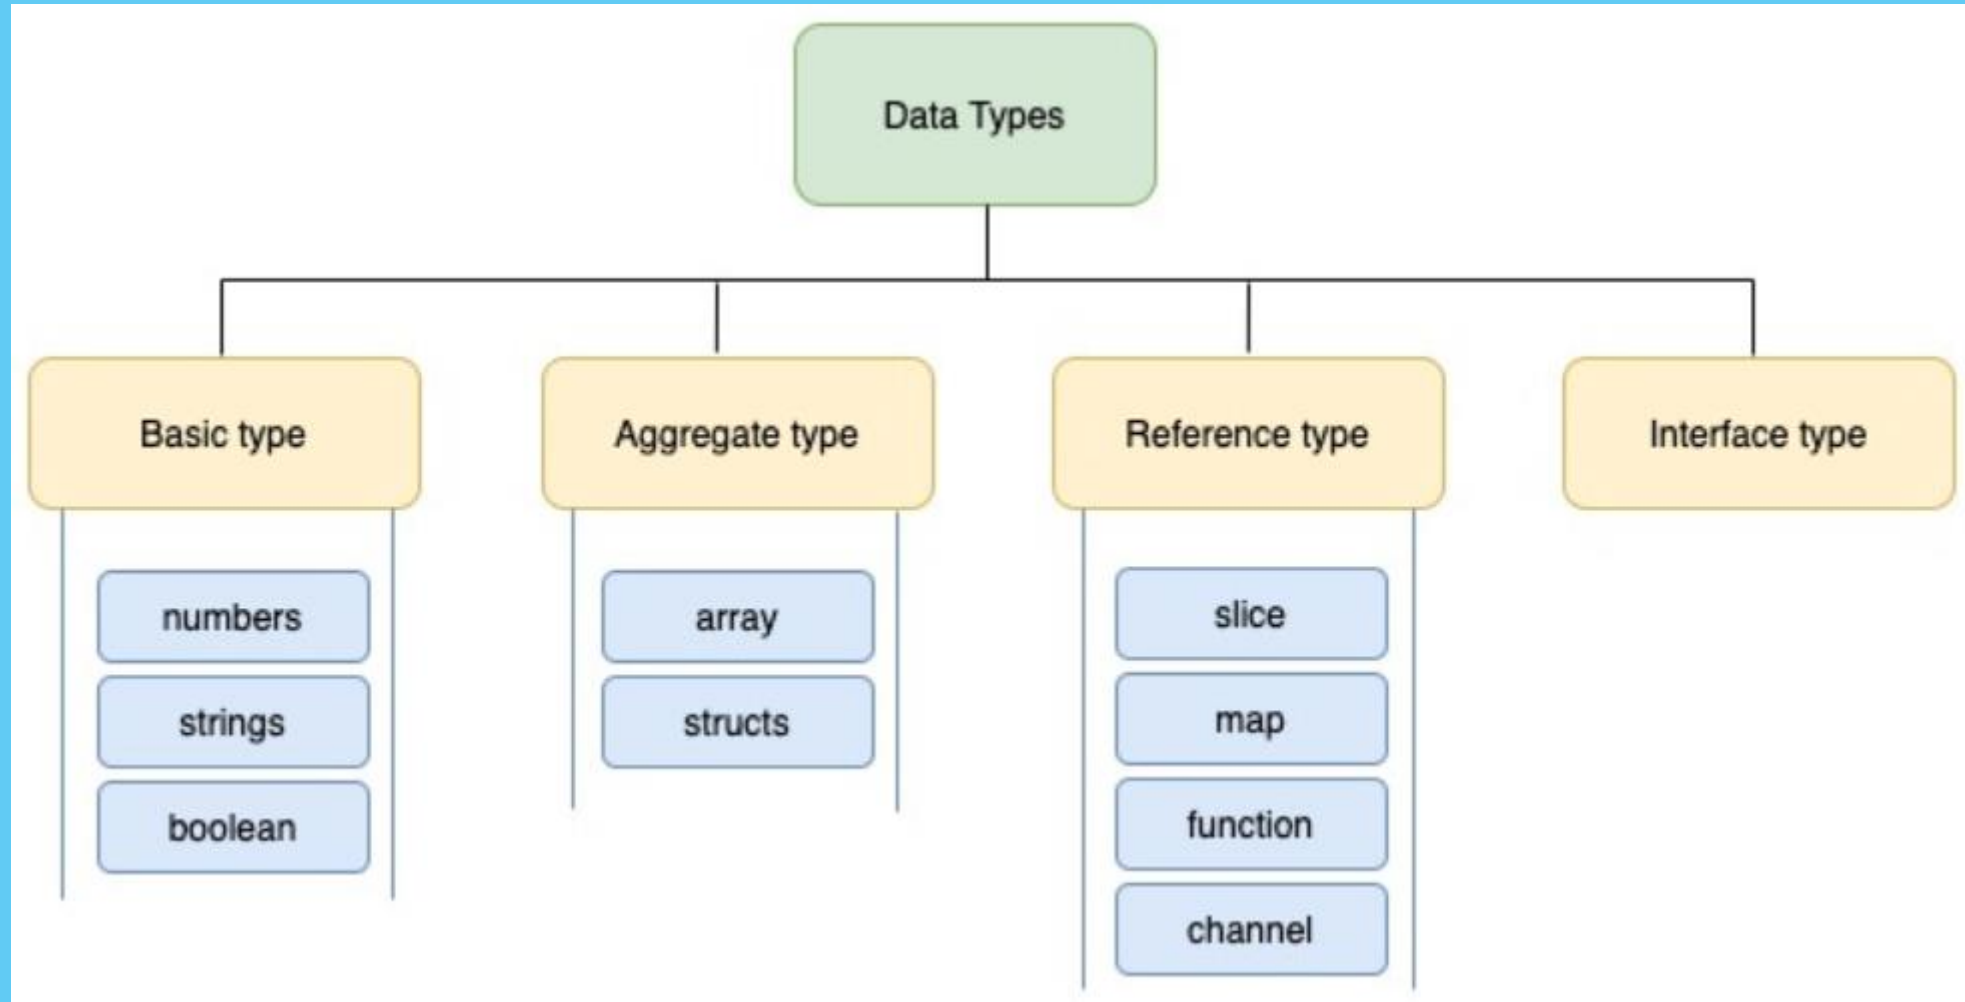 Data Types
Basic type
Aggregate type
Reference type
Interface type
numbers
strings
boolean
array
structs
slice
map
function
channel